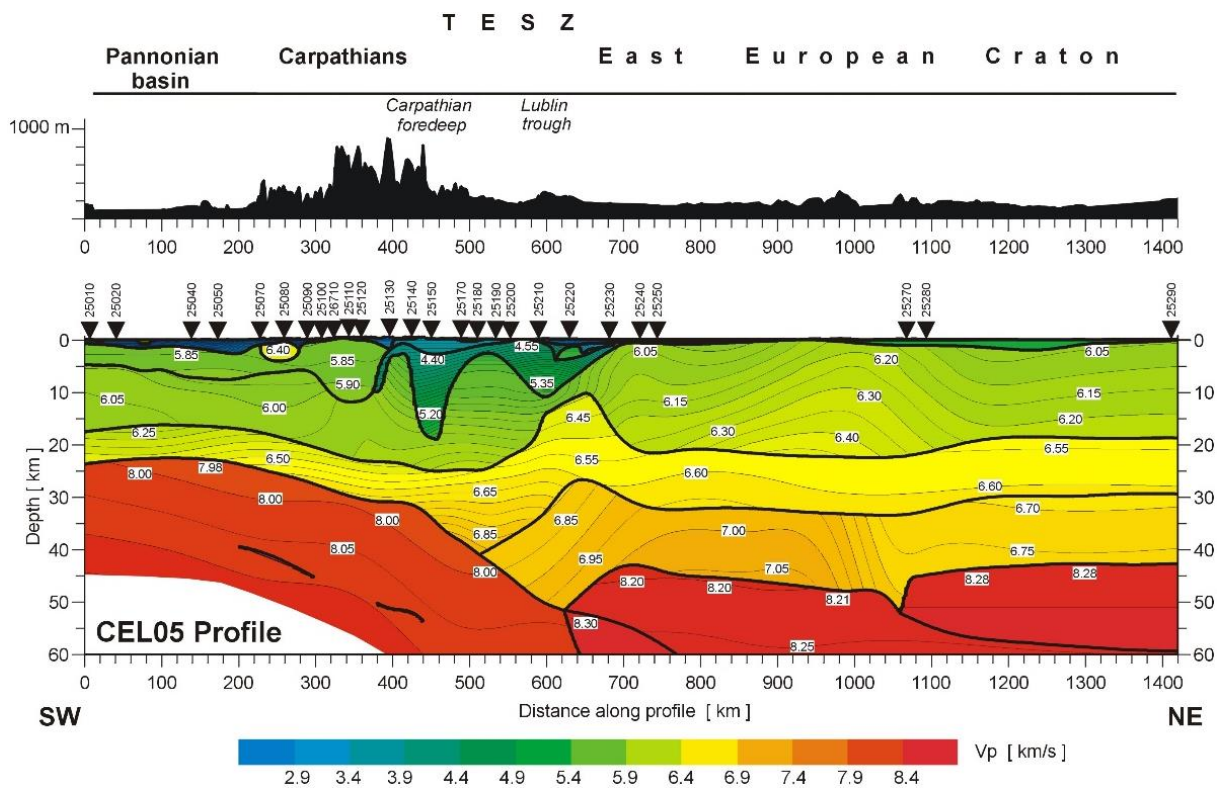 T E S Z
Pannonian basin Carpathians East European Craton
Carpathian foredeep Lublin trough
1000 m
0 100 200 300 400 500 600 700 800 900 1000 1100 1200 1300 1400
25010 25020 25040 25050 25070 25080 25090 25100 26710 25110 25120 25130 25140 25150 25170 25180 25190 25200 25210 25220 25230 25240 25250 25270 25280 25290
0 0
5.85 6.40 5.85 4.40 4.55 6.05 6.20 6.05
5.90 5.35
10 6.05 6.00 6.15 6.30 6.15 10
5.20 6.45 6.20
20 6.25 6.30 6.40 6.55 20
7.98 6.50 6.55
8.00 6.60
30 8.00 6.65 6.60 30
8.00 6.85 6.85 7.00 6.70
40 8.05 6.95 6.75 40
8.00 8.20 7.05 8.20 8.28 8.28
50 8.21 50
CEL05 Profile 8.30 8.25
60 60
Depth [ km ]
0 100 200 300 400 500 600 700 800 900 1000 1100 1200 1300 1400
SW Distance along profile [ km ] NE
Vp [ km/s ]
2.9 3.4 3.9 4.4 4.9 5.4 5.9 6.4 6.9 7.4 7.9 8.4